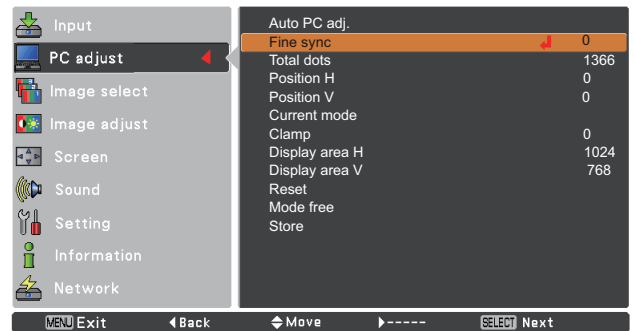 Input
PC adjust
Image select
Image adjust
Screen
Sound
Setting
Information
Network
Auto PC adj.
Fine sync 0
Total dots 1366
Position H 0
Position V 0
Current mode
Clamp 0
Display area H 1024
Display area V 768
Reset
Mode free
Store
MENU Exit ◀Back Move ▶----- SELECT Next